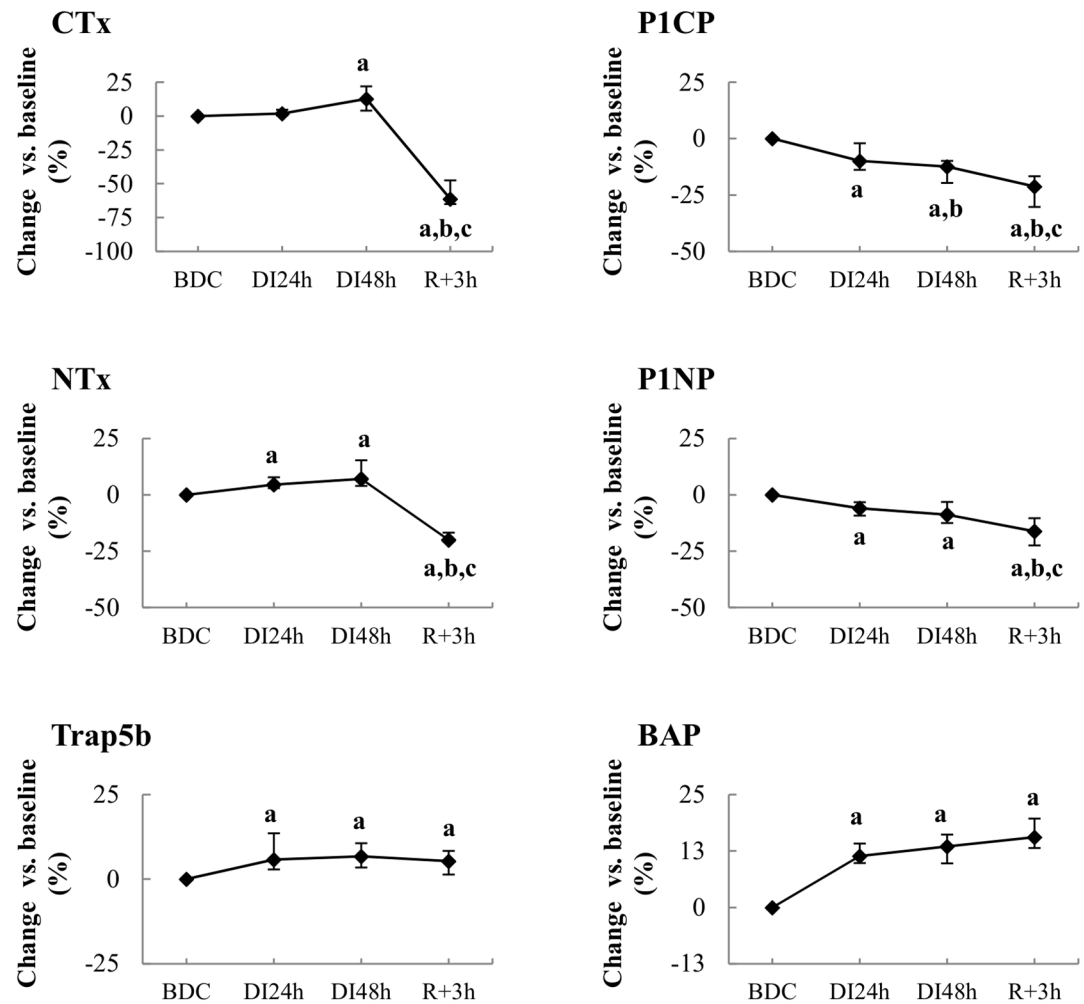 CTx
Change vs. baseline
(%)
25
0
-25
-50
-75
-100
a
a,b,c
BDC DI24h DI48h R+3h
P1CP
Change vs. baseline
(%)
25
0
-25
-50
a
a,b
a,b,c
BDC DI24h DI48h R+3h
NTx
Change vs. baseline
(%)
25
0
-25
-50
a
a
a,b,c
BDC DI24h DI48h R+3h
P1NP
Change vs. baseline
(%)
25
0
-25
-50
a
a
a,b,c
BDC DI24h DI48h R+3h
Trap5b
Change vs. baseline
(%)
25
0
-25
a
a
a
BDC DI24h DI48h R+3h
BAP
Change vs. baseline
(%)
25
13
0
-13
a
a
a
BDC DI24h DI48h R+3h